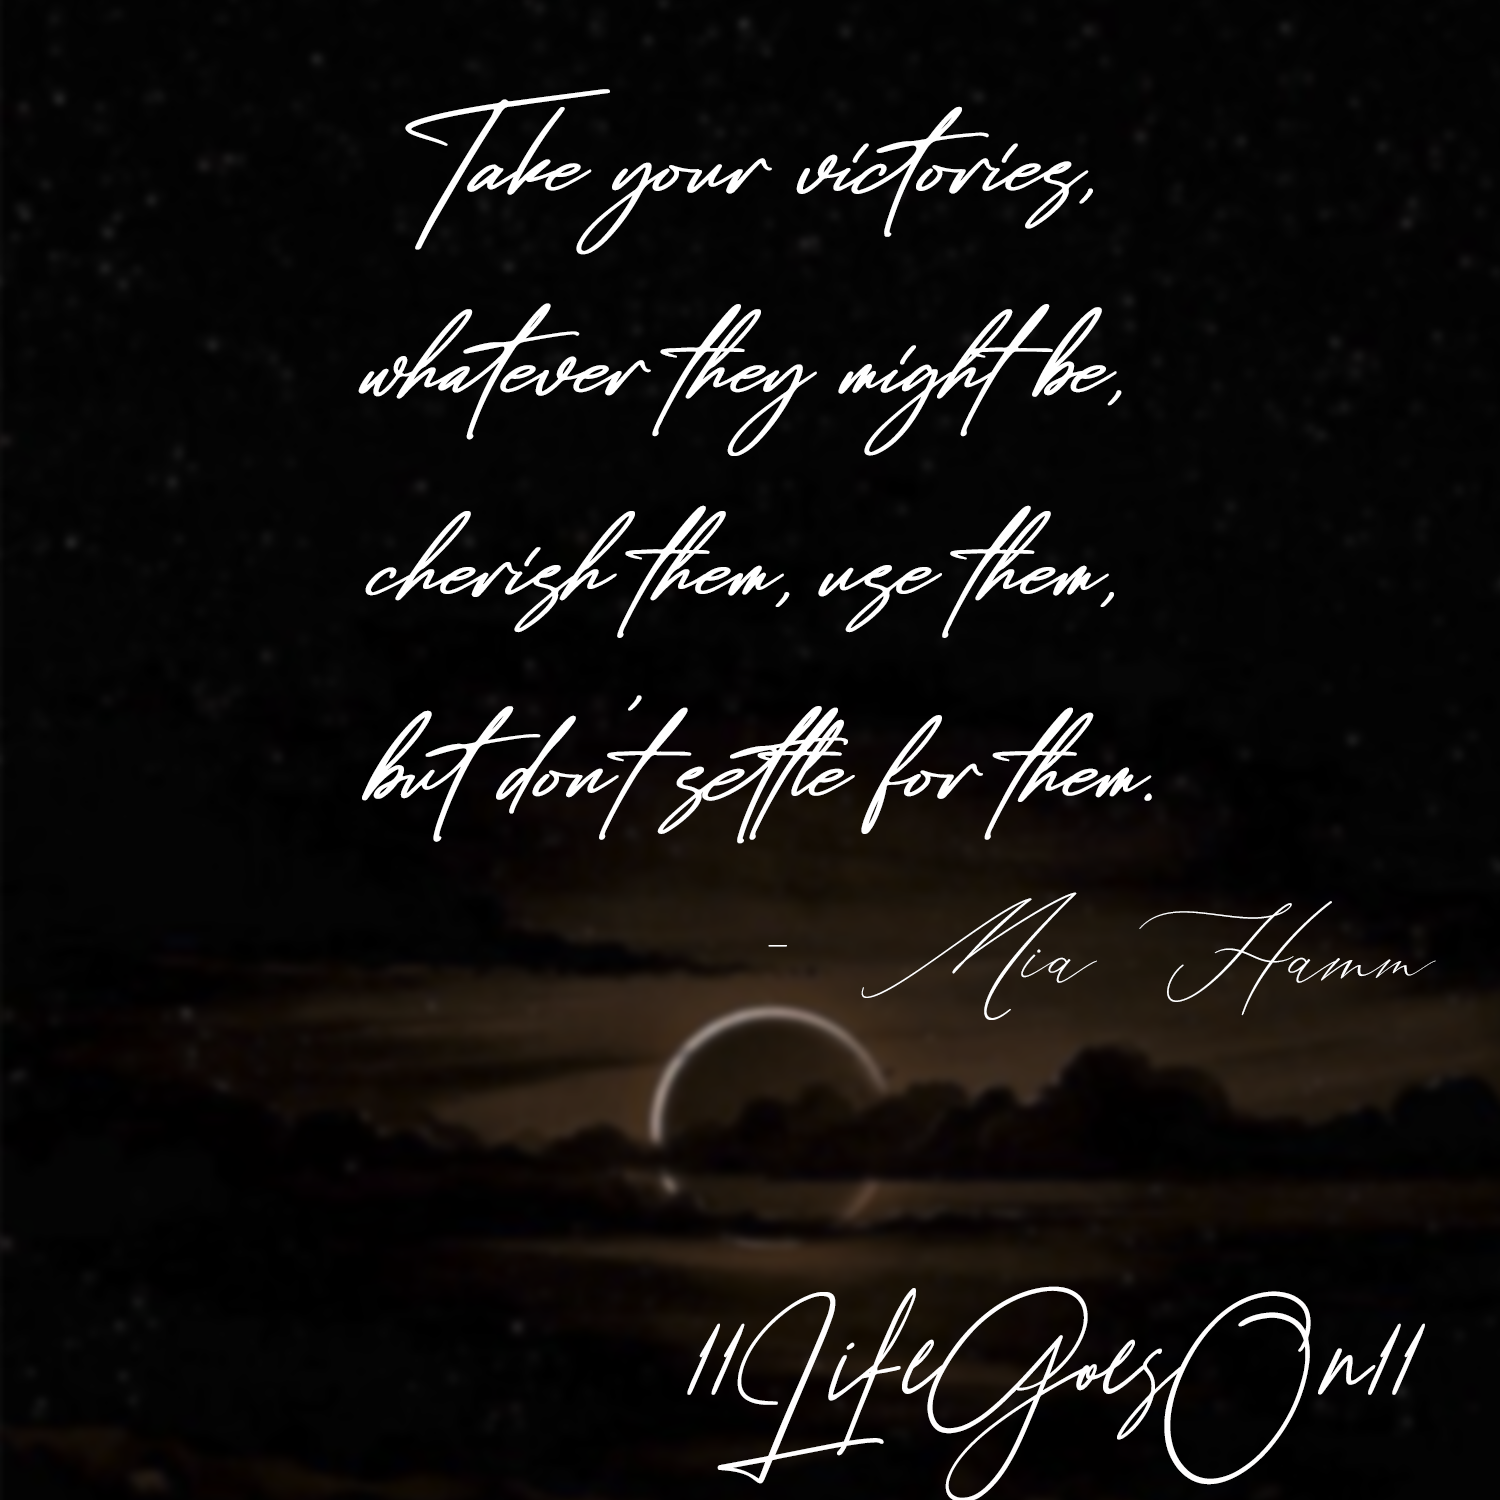 Take your victories,
whatever they might be,
cherish them, use them,
but don't settle for them.
- Mia Hamm
11LifeGoesOn11